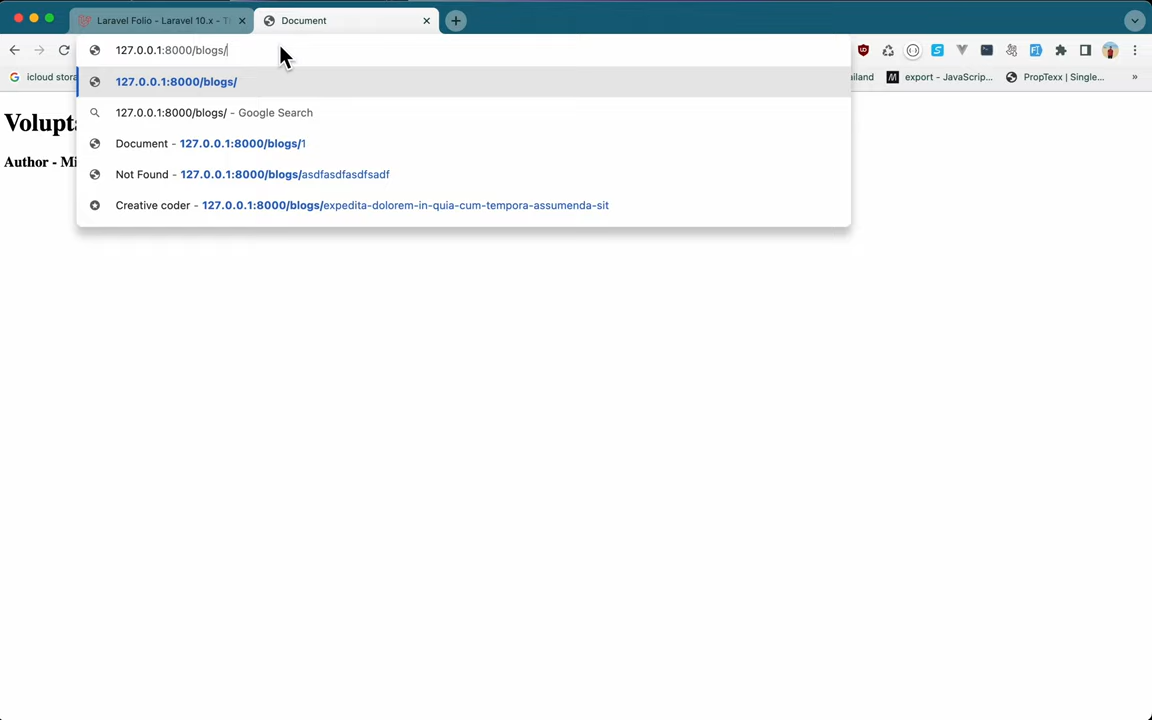 Laravel Folio - Laravel 10.x - T
Document
127.0.0.1:8000/blogs/
icloud stora
ailand
export - JavaScrip...
PropTexx | Single...
»
127.0.0.1:8000/blogs/
127.0.0.1:8000/blogs/ - Google Search
Document - 127.0.0.1:8000/blogs/1
Not Found - 127.0.0.1:8000/blogs/asdfasdfasdfsadf
Creative coder - 127.0.0.1:8000/blogs/expedita-dolorem-in-quia-cum-tempora-assumenda-sit
Volupta
Author - Mi